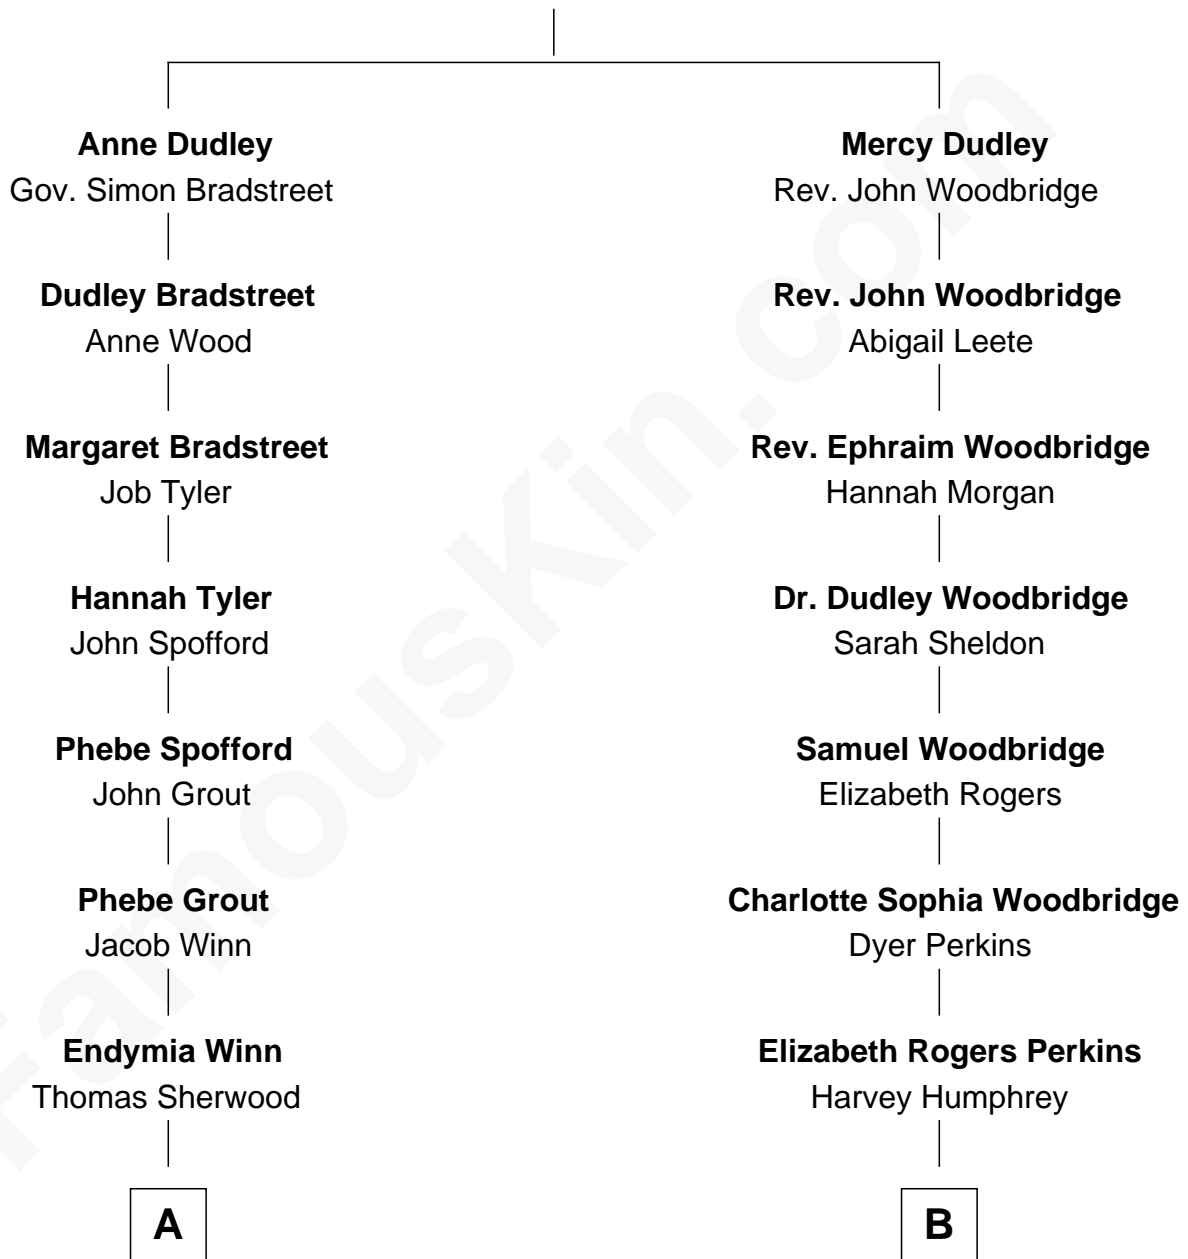 Anne Dudley
Gov. Simon Bradstreet
Dudley Bradstreet
Anne Wood
Margaret Bradstreet
Job Tyler
Hannah Tyler
John Spofford
Phebe Spofford
John Grout
Phebe Grout
Jacob Winn
Endymia Winn
Thomas Sherwood
A
Mercy Dudley
Rev. John Woodbridge
Rev. John Woodbridge
Abigail Leete
Rev. Ephraim Woodbridge
Hannah Morgan
Dr. Dudley Woodbridge
Sarah Sheldon
Samuel Woodbridge
Elizabeth Rogers
Charlotte Sophia Woodbridge
Dyer Perkins
Elizabeth Rogers Perkins
Harvey Humphrey
B
FamousKin.com